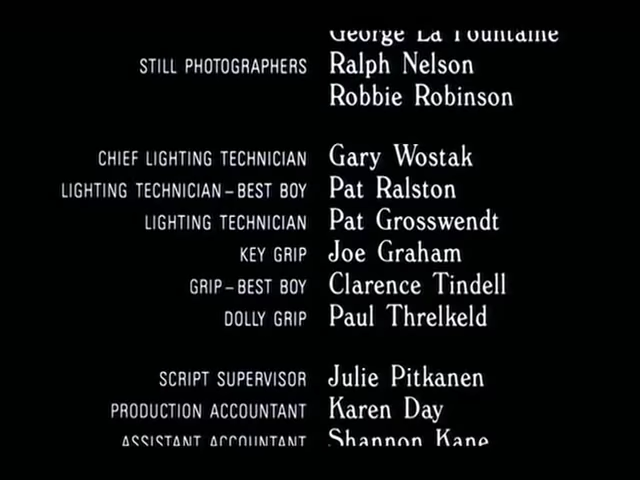 George La Fountaine
STILL PHOTOGRAPHERS Ralph Nelson
Robbie Robinson
CHIEF LIGHTING TECHNICIAN Gary Wostak
LIGHTING TECHNICIAN–BEST BOY Pat Ralston
LIGHTING TECHNICIAN Pat Grosswendt
KEY GRIP Joe Graham
GRIP–BEST BOY Clarence Tindell
DOLLY GRIP Paul Threlkeld
SCRIPT SUPERVISOR Julie Pitkanen
PRODUCTION ACCOUNTANT Karen Day
ASSISTANT ACCOUNTANT Shannon Kane